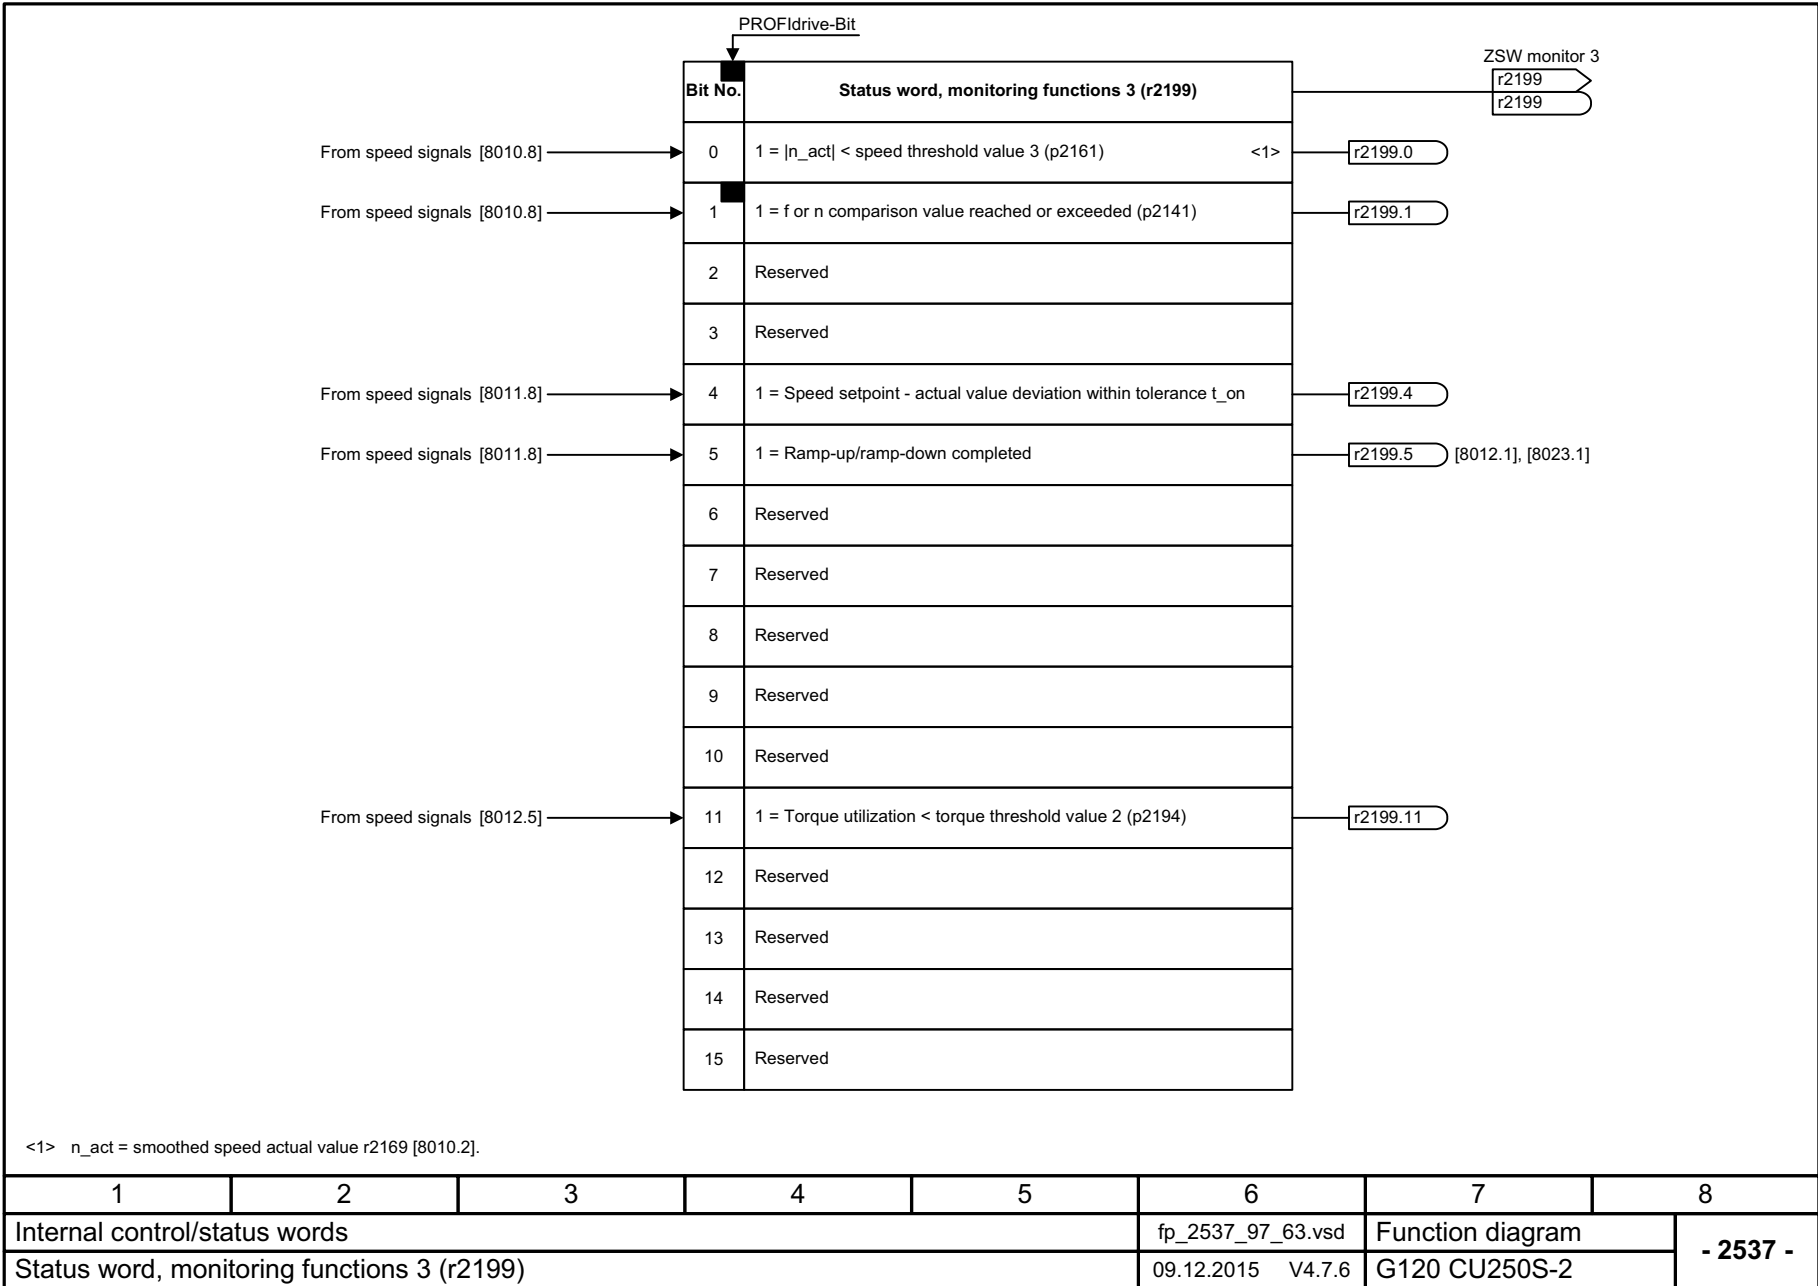 PROFIdrive-Bit
ZSW monitor 3
Bit No. Status word, monitoring functions 3 (r2199) r2199
r2199
From speed signals [8010.8] 0 1 = |n_act| < speed threshold value 3 (p2161) <1> r2199.0
From speed signals [8010.8] 1 1 = f or n comparison value reached or exceeded (p2141) r2199.1
2 Reserved
3 Reserved
From speed signals [8011.8] 4 1 = Speed setpoint - actual value deviation within tolerance t_on r2199.4
From speed signals [8011.8] 5 1 = Ramp-up/ramp-down completed r2199.5 [8012.1], [8023.1]
6 Reserved
7 Reserved
8 Reserved
9 Reserved
10 Reserved
From speed signals [8012.5] 11 1 = Torque utilization < torque threshold value 2 (p2194) r2199.11
12 Reserved
13 Reserved
14 Reserved
15 Reserved
<1> n_act = smoothed speed actual value r2169 [8010.2].
1 2 3 4 5 6 7 8
Internal control/status words fp_2537_97_63.vsd Function diagram - 2537 -
Status word, monitoring functions 3 (r2199) 09.12.2015 V4.7.6 G120 CU250S-2